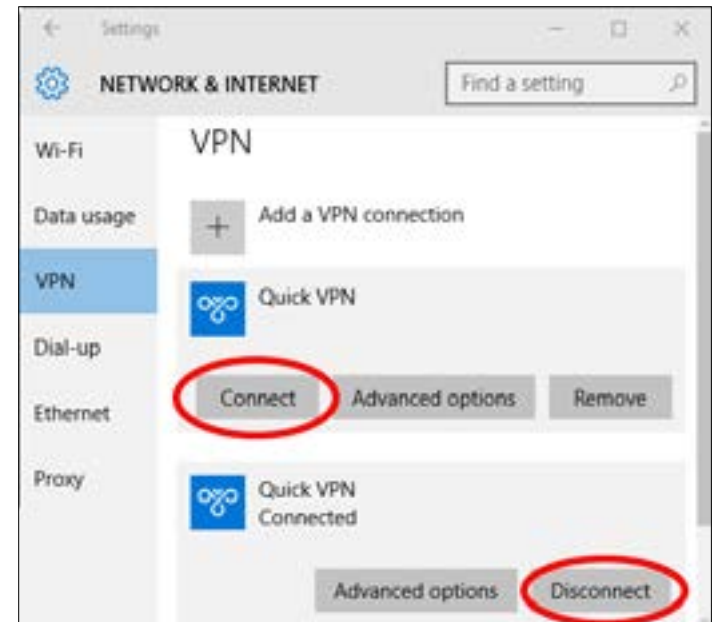 Settings
NETWORK & INTERNET
Find a setting
Wi-Fi
Data usage
VPN
Dial-up
Ethernet
Proxy
VPN
Add a VPN connection
Quick VPN
Connect Advanced options Remove
Quick VPN
Connected
Advanced options Disconnect